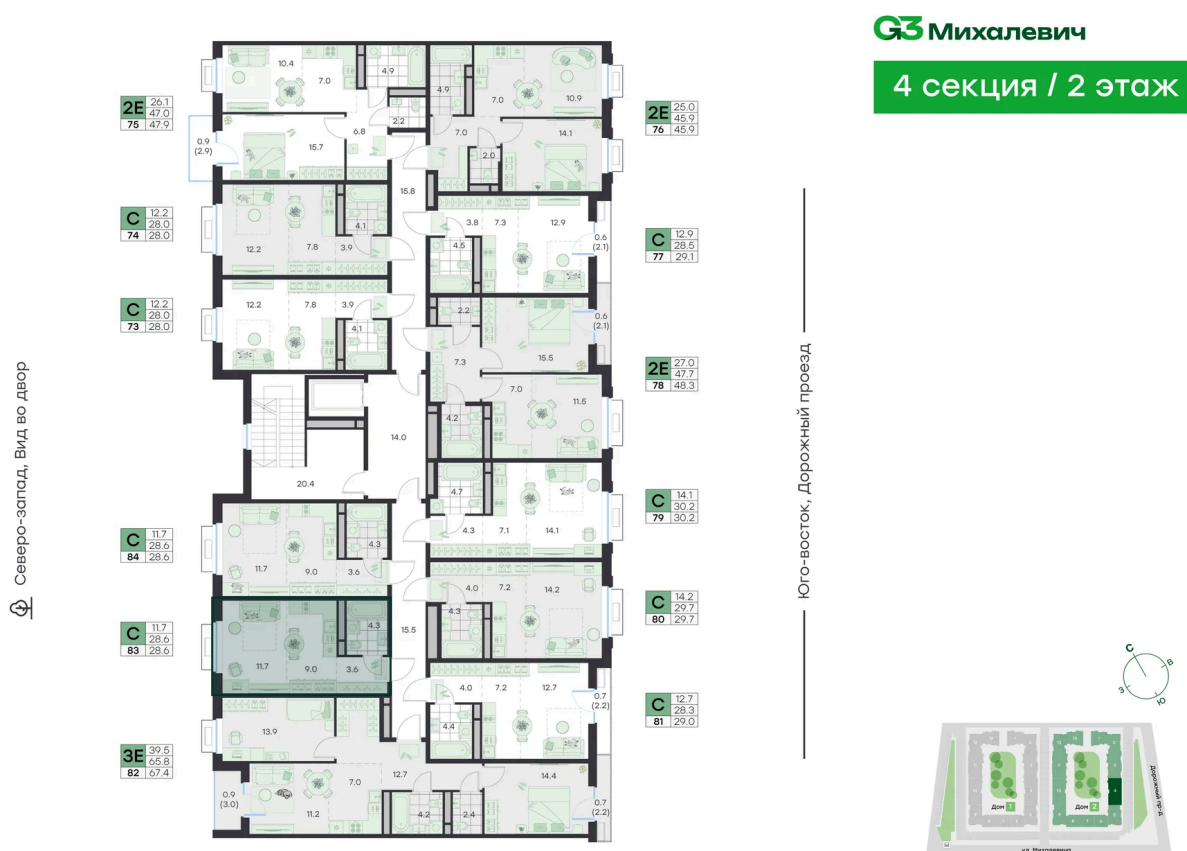 G3 Михалевич
4 секция / 2 этаж
Северо-запад, Вид во двор
Юго-восток, Дорожный проезд
2Е 26.1
47.0
75 47.9
С 12.2
28.0
74 28.0
С 12.2
28.0
73 28.0
С 11.7
28.6
84 28.6
С 11.7
28.6
83 28.6
3Е 39.5
65.8
82 67.4
2Е 25.0
45.9
76 45.9
С 12.9
28.5
77 29.1
2Е 27.0
47.7
78 48.3
С 14.1
30.2
79 30.2
С 14.2
29.7
80 29.7
С 12.7
28.3
81 29.0
10.4 7.0 4.9
2.2
6.8
15.7
0.9
(2.9)
4.9 7.0 10.9
7.0 14.1
2.0
15.8
12.2 7.8 3.9 4.1
3.8 7.3 12.9
4.5
0.6
(2.1)
12.2 7.8 3.9
4.1
2.2
7.3 15.5
0.6
(2.1)
7.0 11.5
4.2
14.0
20.4
4.7
4.3 7.1 14.1
11.7 9.0 3.6 4.3
4.0 7.2 14.2
4.3
15.5
11.7 9.0 3.6 4.3
4.0 7.2 12.7
4.4
0.7
(2.2)
13.9
7.0 12.7
11.2
0.9
(3.0)
4.2 2.4
14.4
0.7
(2.2)
С
В
З
Ю
Дом 1
Дом 2
4
Дорожный пр-д
ул. Михалевича